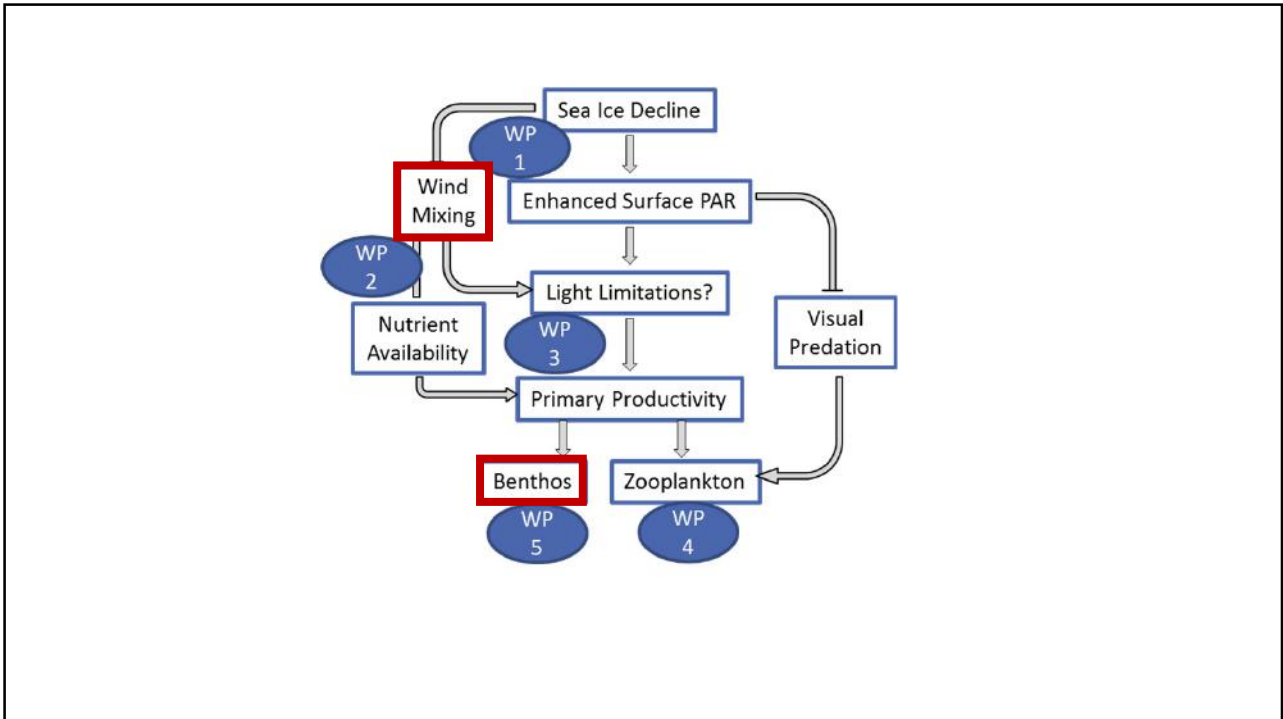 Sea Ice Decline
WP
1
Wind
Mixing
Enhanced Surface PAR
WP
2
Light Limitations?
Nutrient
Availability
WP
3
Visual
Predation
Primary Productivity
Benthos
Zooplankton
WP
5
WP
4